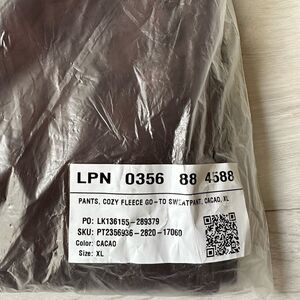 LPN 0356 88 4588
PANTS, COZY FLEECE GO-TO SWEATPANT, CACAO, XL
PO: LK136155-289379
SKU: PT2356936-2820-17060
Color: CACAO
Size: XL